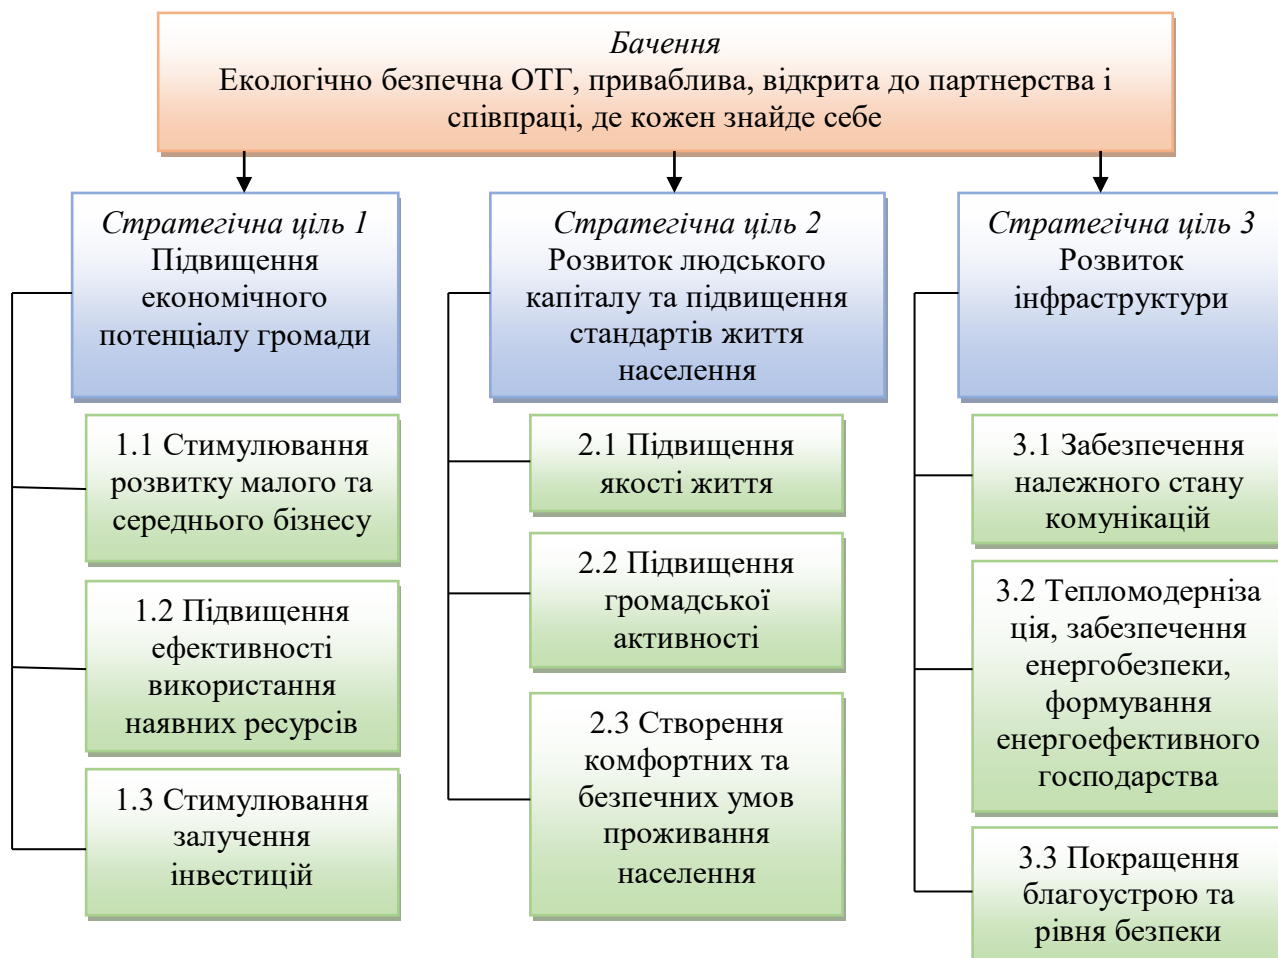 Бачення
Екологічно безпечна ОТГ, приваблива, відкрита до партнерства і
співпраці, де кожен знайде себе
Стратегічна ціль 1
Підвищення
економічного
потенціалу громади
1.1 Стимулювання
розвитку малого та
середнього бізнесу
1.2 Підвищення
ефективності
використання
наявних ресурсів
1.3 Стимулювання
залучення
інвестицій
Стратегічна ціль 2
Розвиток людського
капіталу та підвищення
стандартів життя
населення
2.1 Підвищення
якості життя
2.2 Підвищення
громадської
активності
2.3 Створення
комфортних та
безпечних умов
проживання
населення
Стратегічна ціль 3
Розвиток
інфраструктури
3.1 Забезпечення
належного стану
комунікацій
3.2 Тепломодерніза
ція, забезпечення
енергобезпеки,
формування
енергоефективного
господарства
3.3 Покращення
благоустрою та
рівня безпеки